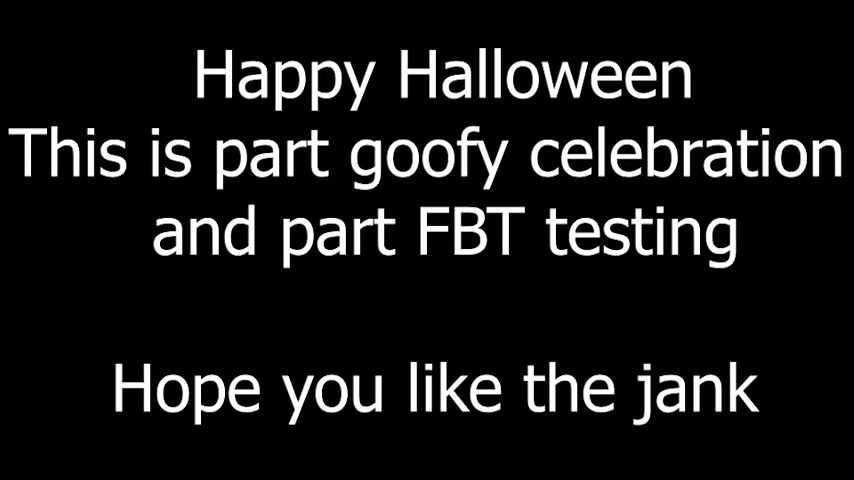 Happy Halloween
This is part goofy celebration
and part FBT testing
Hope you like the jank